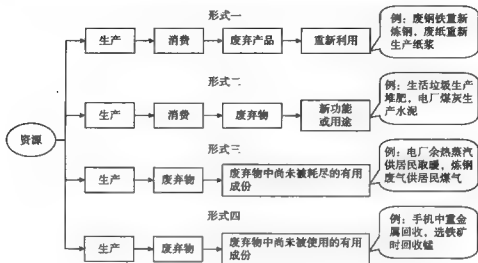 形式一
生产
消费
废弃产品
重新利用
例：废钢铁重新
炼钢，废纸重新
生产纸浆
形式二
生产
消费
废弃物
新功能
或用途
例：生活垃圾生产
堆肥，电厂煤灰生
产水泥
资源
形式三
生产
废弃物
废弃物中尚未被耗尽的有用
成份
例：电厂余热蒸汽
供居民取暖，炼钢
废气供居民煤气
形式四
生产
废弃物
废弃物中尚未被使用的有用
成份
例：手机中重金
属回收，选铁矿
时回收锰